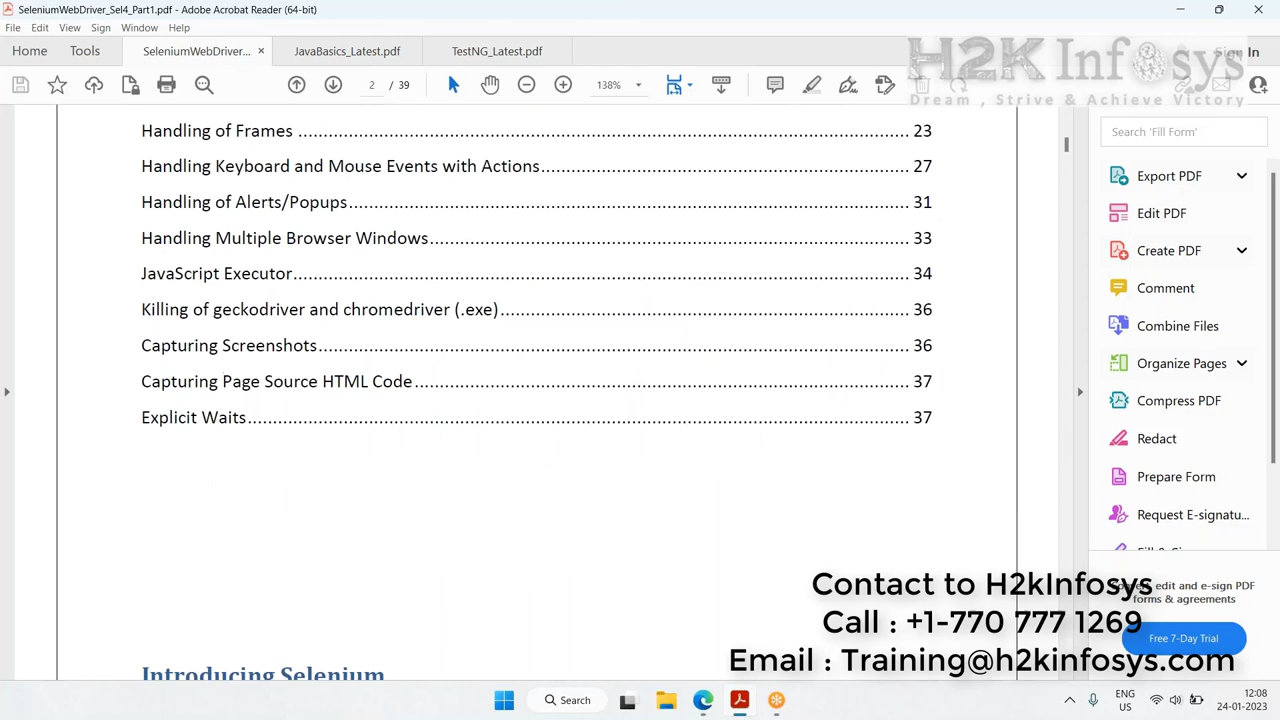 SeleniumWebDriver_Sel4_Part1.pdf - Adobe Acrobat Reader (64-bit)
File Edit View Sign Window Help
Home Tools SeleniumWebDriver... × JavaBasics_Latest.pdf TestNG_Latest.pdf Sign In
H2K Infosys
Dream , Strive & Achieve Victory
2 / 39 138%
Search 'Fill Form'
Handling of Frames ........ 23
Handling Keyboard and Mouse Events with Actions........ 27
Handling of Alerts/Popups........ 31
Handling Multiple Browser Windows........ 33
JavaScript Executor........ 34
Killing of geckodriver and chromedriver (.exe)........ 36
Capturing Screenshots........ 36
Capturing Page Source HTML Code........ 37
Explicit Waits........ 37
Introducing Selenium
Export PDF
Edit PDF
Create PDF
Comment
Combine Files
Organize Pages
Compress PDF
Redact
Prepare Form
Request E-signatu...
edit and e-sign PDF
forms & agreements
Free 7-Day Trial
Contact to H2kInfosys
Call : +1-770 777 1269
Email : Training@h2kinfosys.com
Search
ENG
US
12:08
24-01-2023